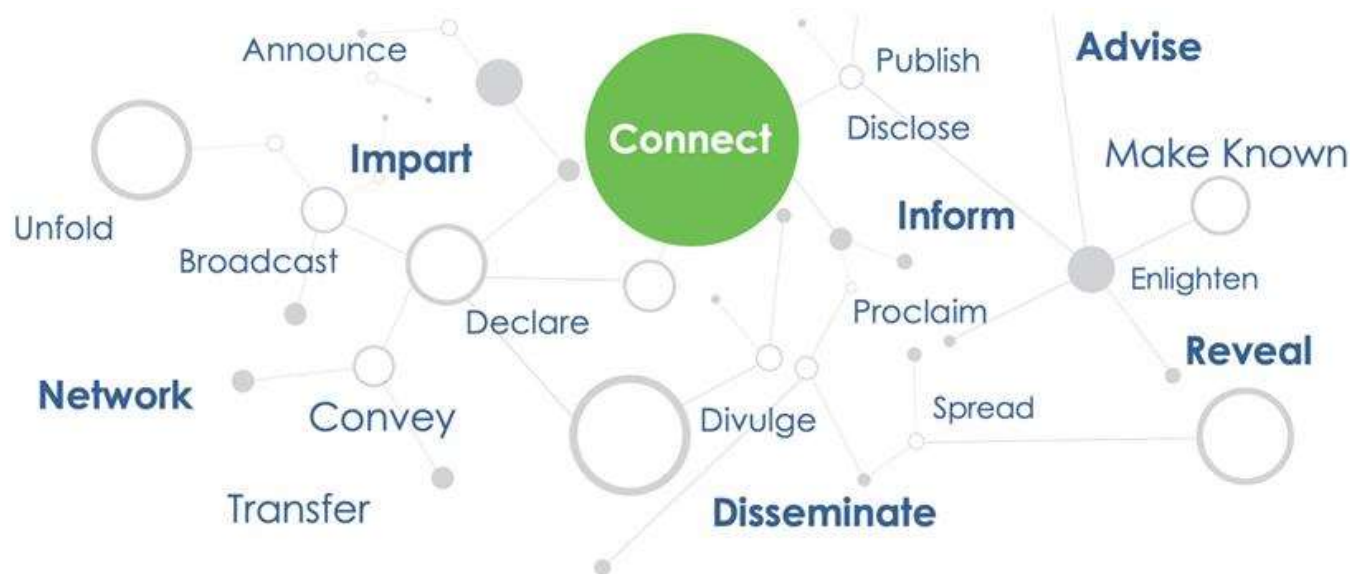 Announce
Connect
Publish
Advise
Disclose
Impart
Make Known
Unfold
Broadcast
Inform
Enlighten
Declare
Proclaim
Reveal
Network
Convey
Divulge
Spread
Transfer
Disseminate